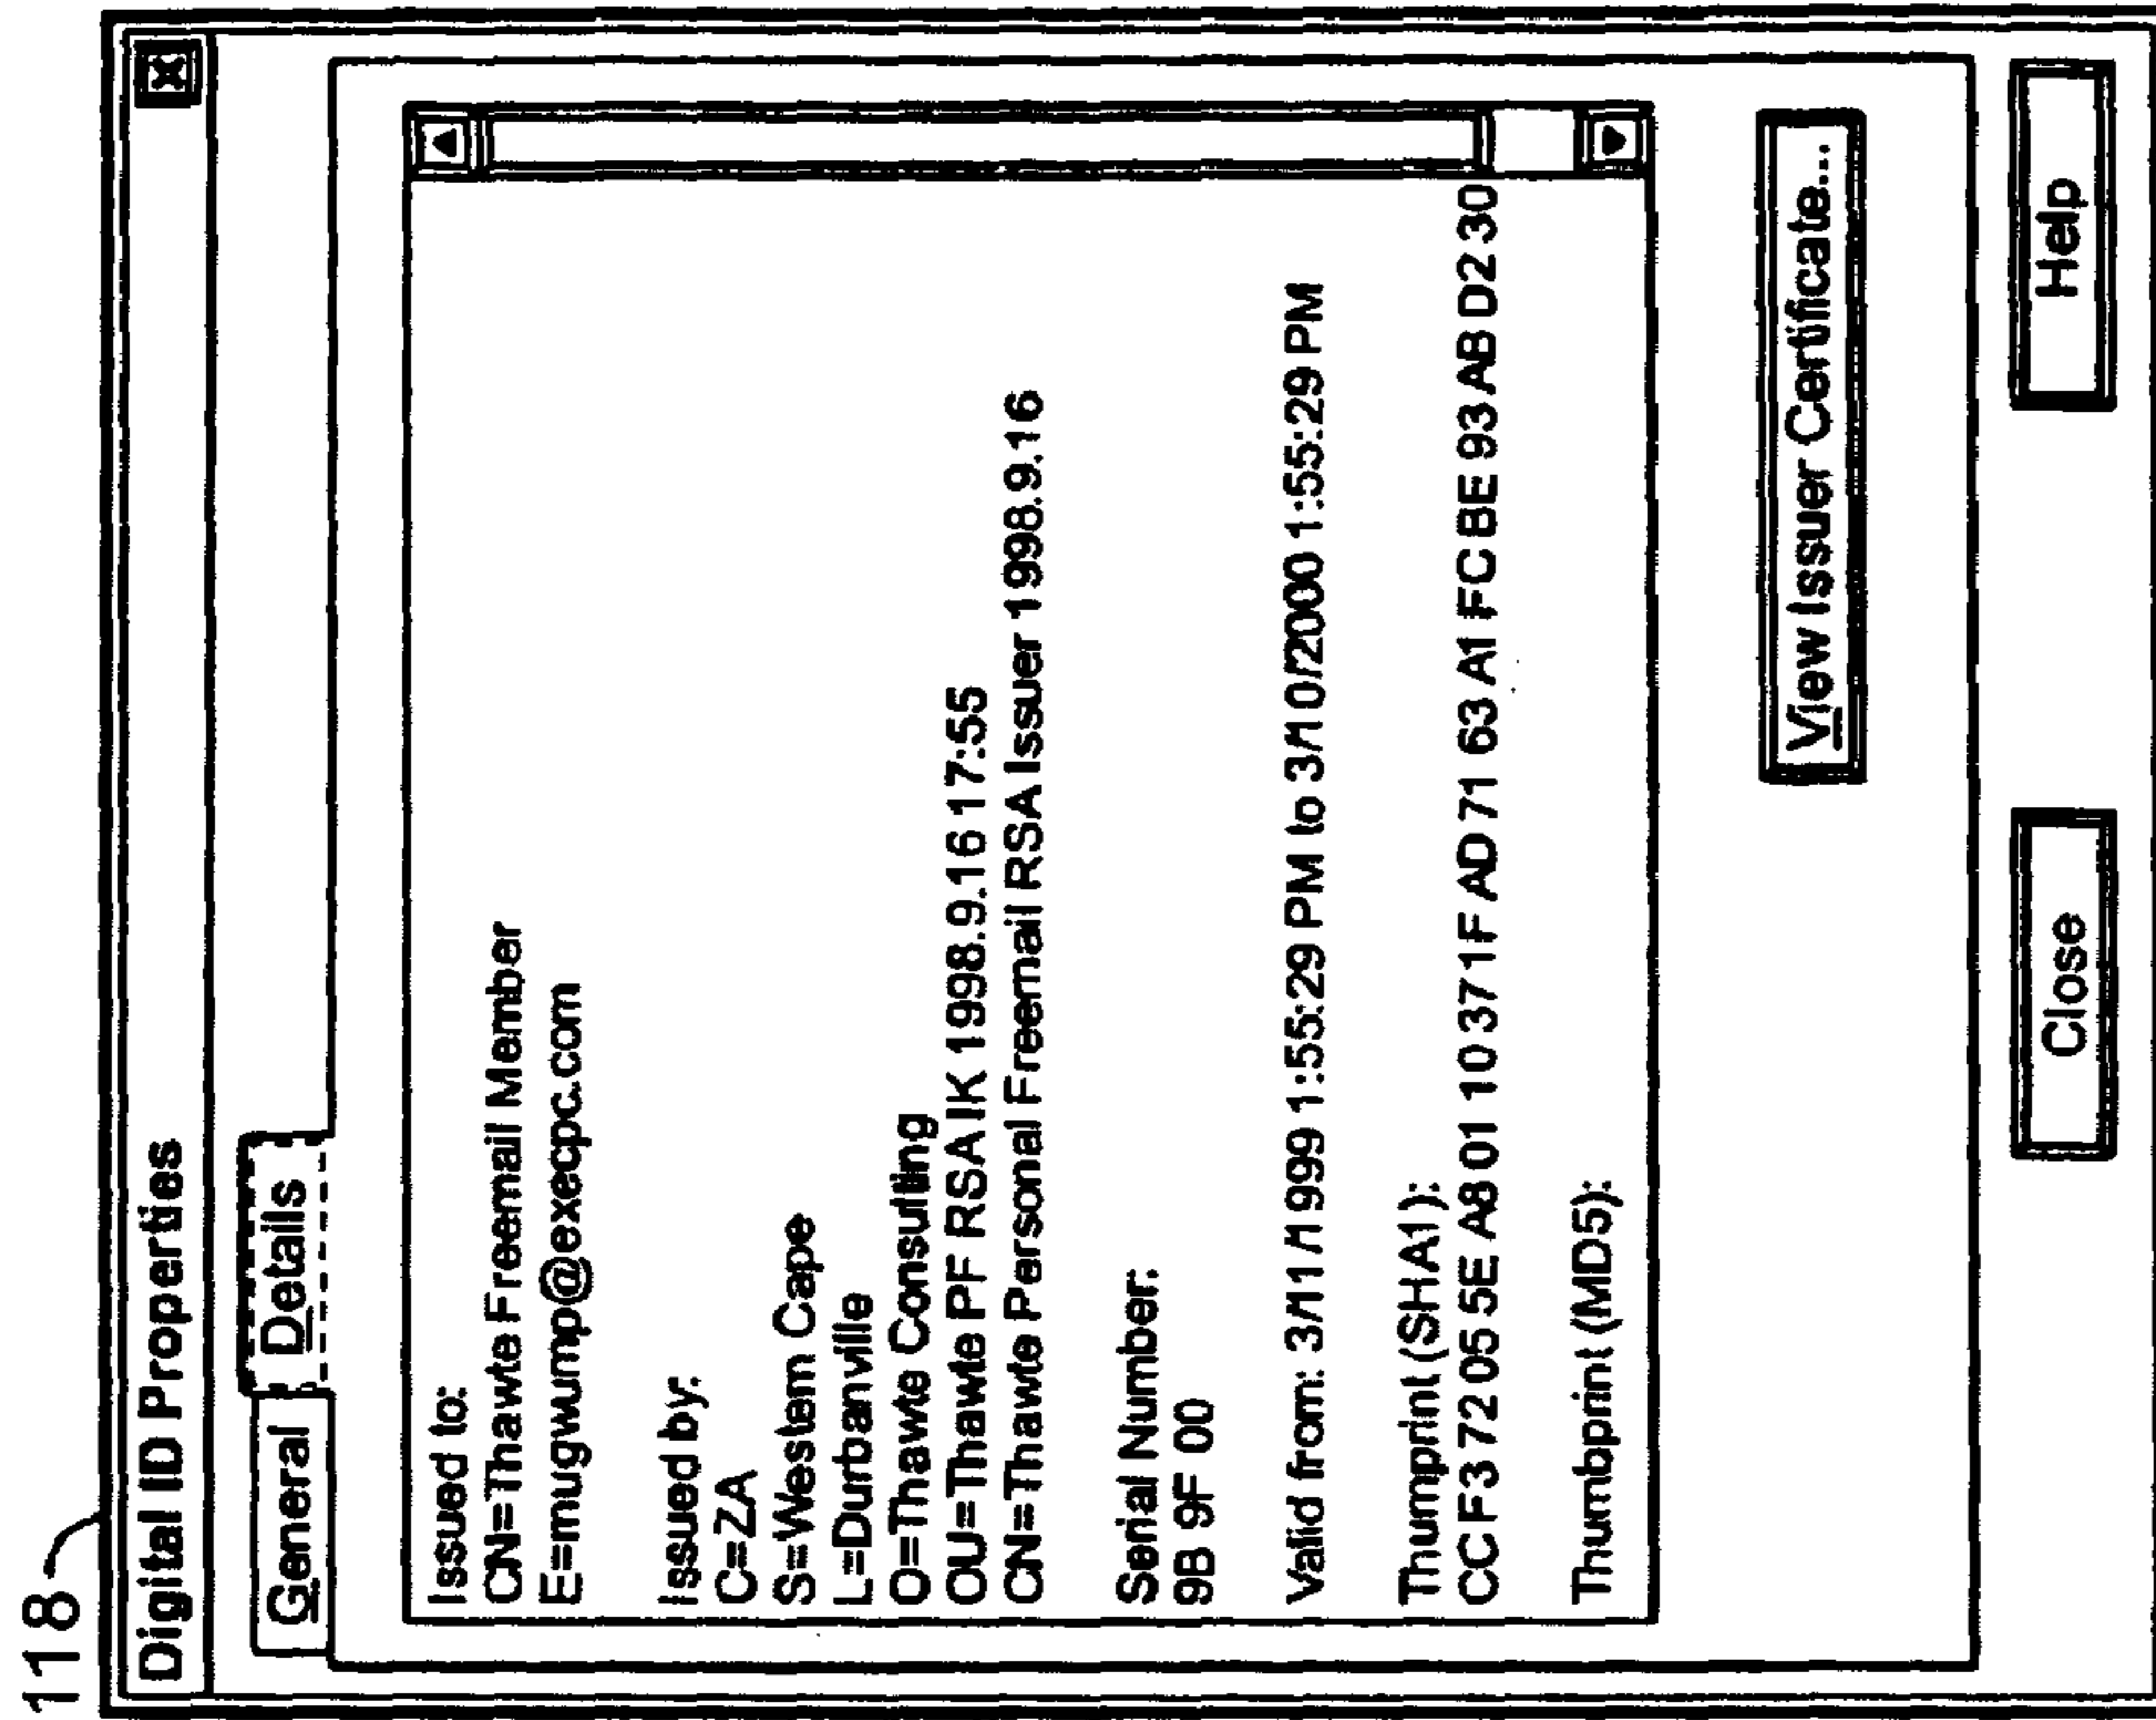 118
Digital ID Properties
General Details
Issued to:
CN=Thawte Freemail Member
E=mugwump@execpc.com
Issued by:
C=ZA
S=Western Cape
L=Durbanville
O=Thawte Consulting
OU=Thawte PF RSA IK 1998.9.16 17:55
CN=Thawte Personal Freemail RSA Issuer 1998.9.16
Serial Number:
9B 9F 00
Valid from: 3/11/1999 1:55:29 PM to 3/10/2000 1:55:29 PM
Thumprint (SHA1):
CC F3 72 05 5E A8 01 10 37 1F AD 71 63 A1 FC BE 93 AB D2 30
Thumbprint (MD5):
View Issuer Certificate...
Close Help